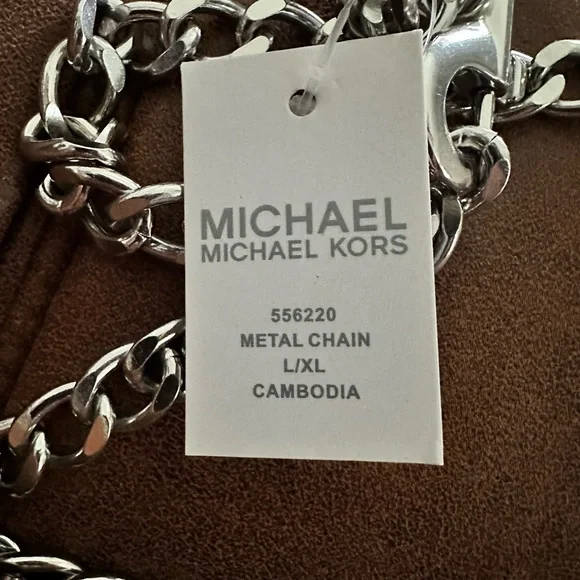 MICHAEL
MICHAEL KORS
556220
METAL CHAIN
L/XL
CAMBODIA